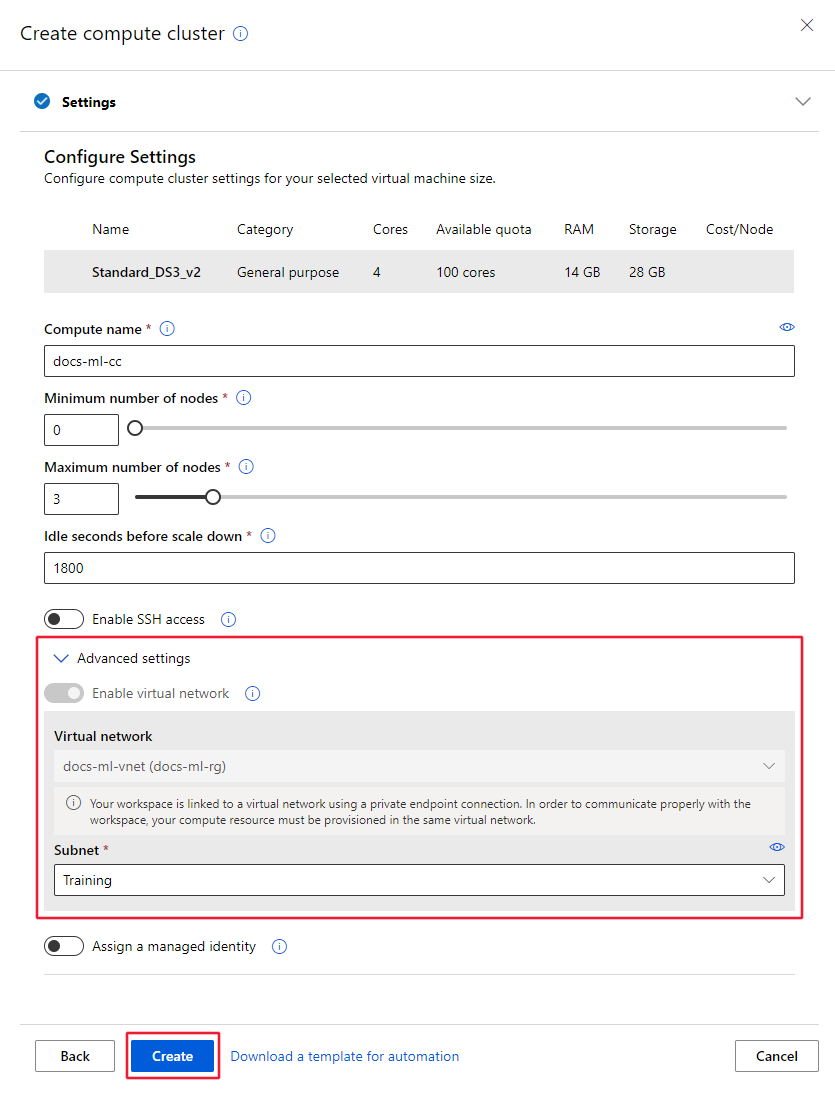 Create compute cluster
Settings
Configure Settings
Configure compute cluster settings for your selected virtual machine size.
Name Category Cores Available quota RAM Storage Cost/Node
Standard_DS3_v2 General purpose 4 100 cores 14 GB 28 GB
Compute name *
docs-ml-cc
Minimum number of nodes *
0
Maximum number of nodes *
3
Idle seconds before scale down *
1800
Enable SSH access
Advanced settings
Enable virtual network
Virtual network
docs-ml-vnet (docs-ml-rg)
Your workspace is linked to a virtual network using a private endpoint connection. In order to communicate properly with the
workspace, your compute resource must be provisioned in the same virtual network.
Subnet *
Training
Assign a managed identity
Back Create Download a template for automation Cancel